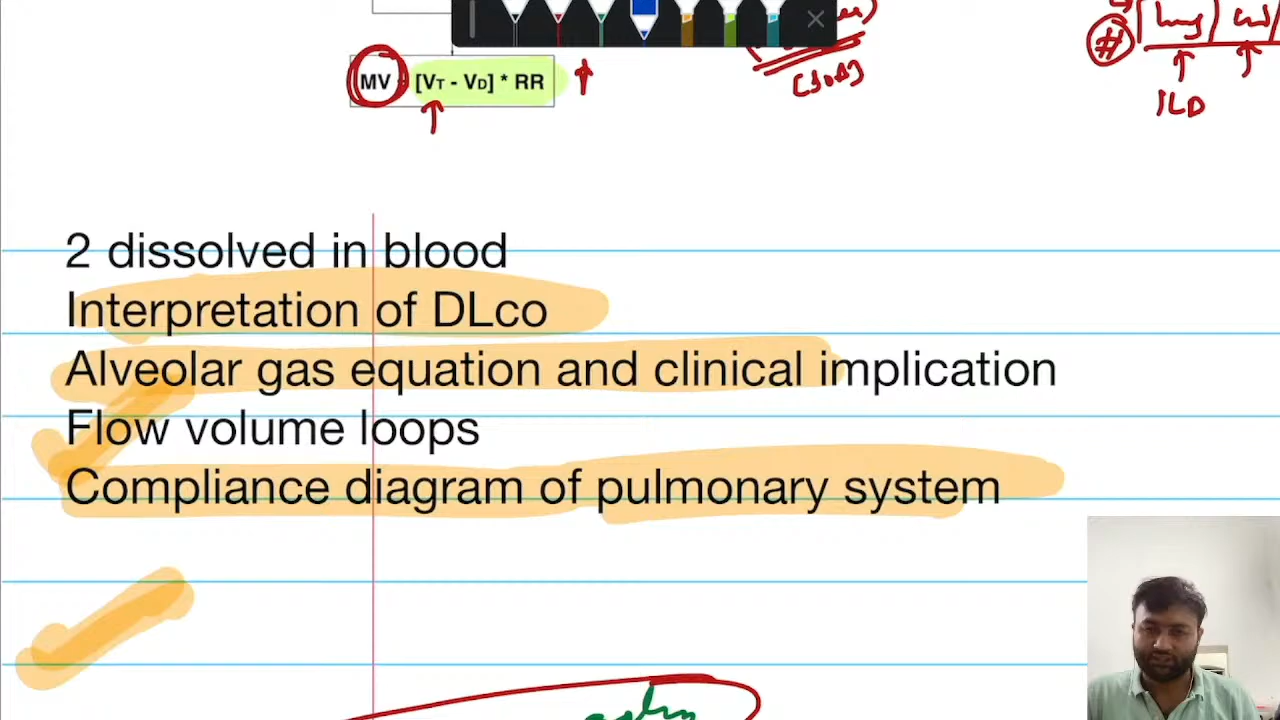 MV = [VT - VD] * RR
#
ILD
2 dissolved in blood
Interpretation of DLco
Alveolar gas equation and clinical implication
Flow volume loops
Compliance diagram of pulmonary system